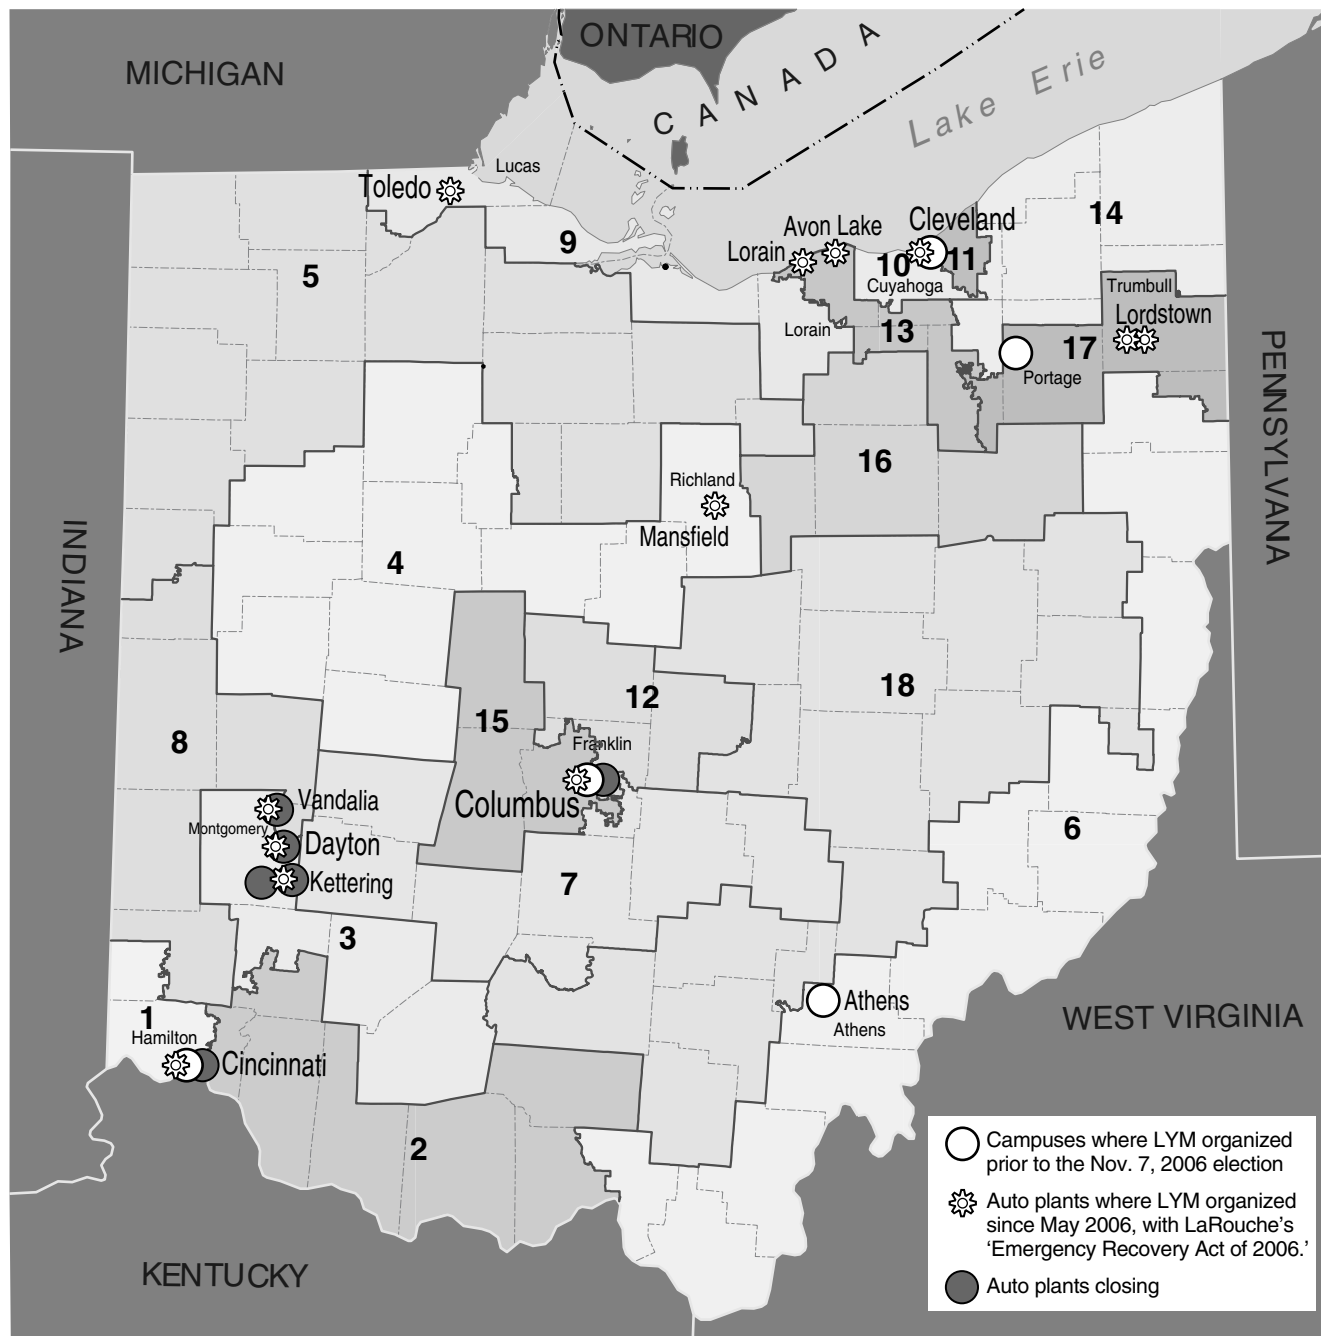 ONTARIO
MICHIGAN
CANADA
Lake Erie
Lucas
Toledo
Cleveland
14
Avon Lake
9
Lorain
10
11
5
Cuyahoga
Trumbull
Lordstown
Lorain
13
17
Portage
PENNSYLVANIA
16
Richland
Mansfield
INDIANA
4
18
12
15
8
Franklin
Vandalia
Columbus
Montgomery
6
Dayton
Kettering
7
3
Athens
WEST VIRGINIA
1
Athens
Hamilton
Cincinnati
2
KENTUCKY
Campuses where LYM organized
prior to the Nov. 7, 2006 election
Auto plants where LYM organized
since May 2006, with LaRouche's
'Emergency Recovery Act of 2006.'
Auto plants closing